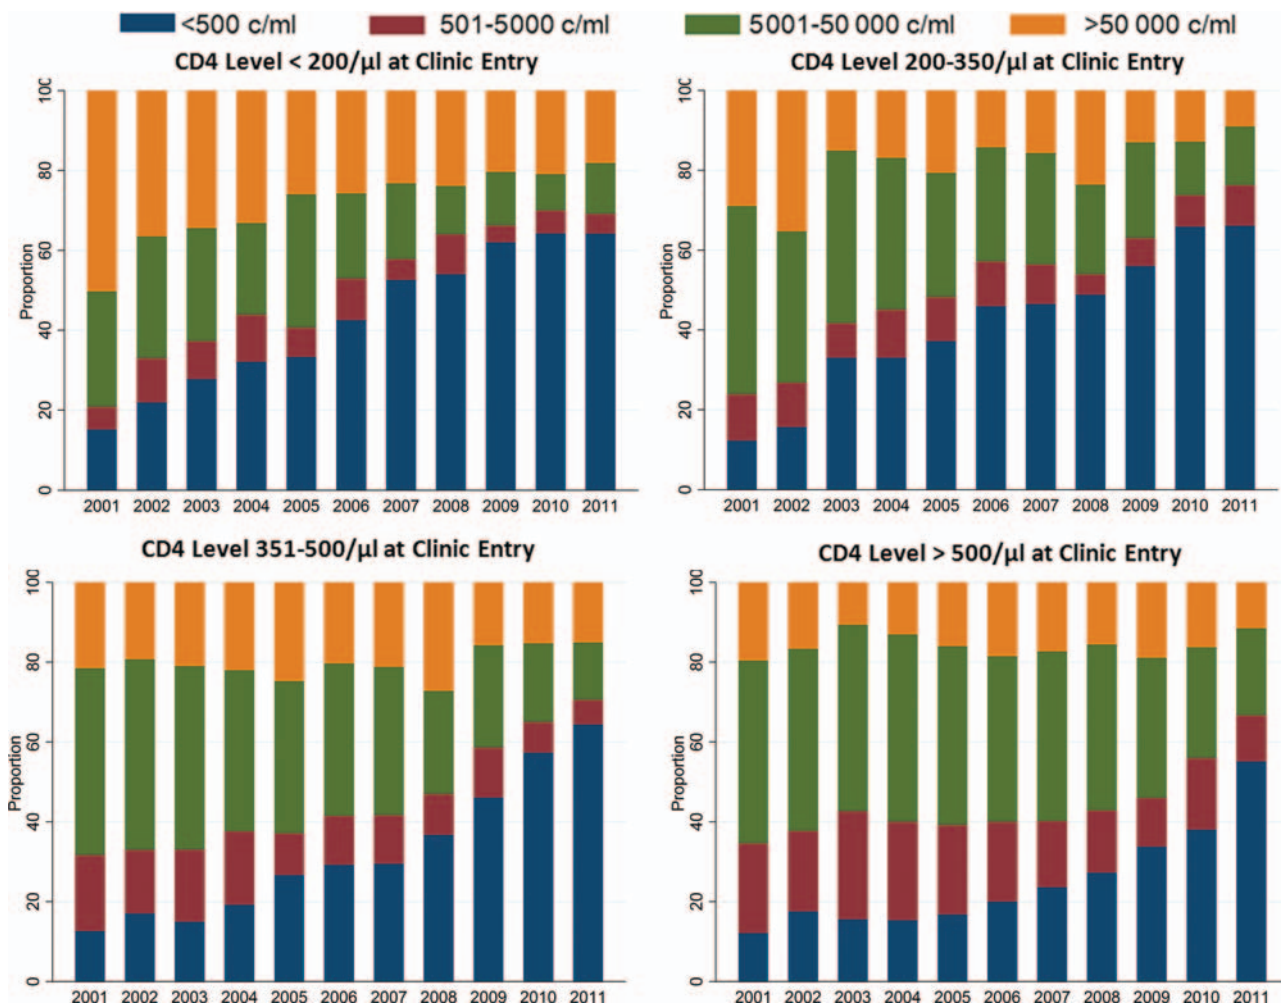 <500 c/ml 501-5000 c/ml 5001-50 000 c/ml >50 000 c/ml
CD4 Level < 200/µl at Clinic Entry
Proportion
0 20 40 60 80 100
2001 2002 2003 2004 2005 2006 2007 2008 2009 2010 2011
CD4 Level 200-350/µl at Clinic Entry
Proportion
0 20 40 60 80 100
2001 2002 2003 2004 2005 2006 2007 2008 2009 2010 2011
CD4 Level 351-500/µl at Clinic Entry
Proportion
0 20 40 60 80 100
2001 2002 2003 2004 2005 2006 2007 2008 2009 2010 2011
CD4 Level > 500/µl at Clinic Entry
Proportion
0 20 40 60 80 100
2001 2002 2003 2004 2005 2006 2007 2008 2009 2010 2011